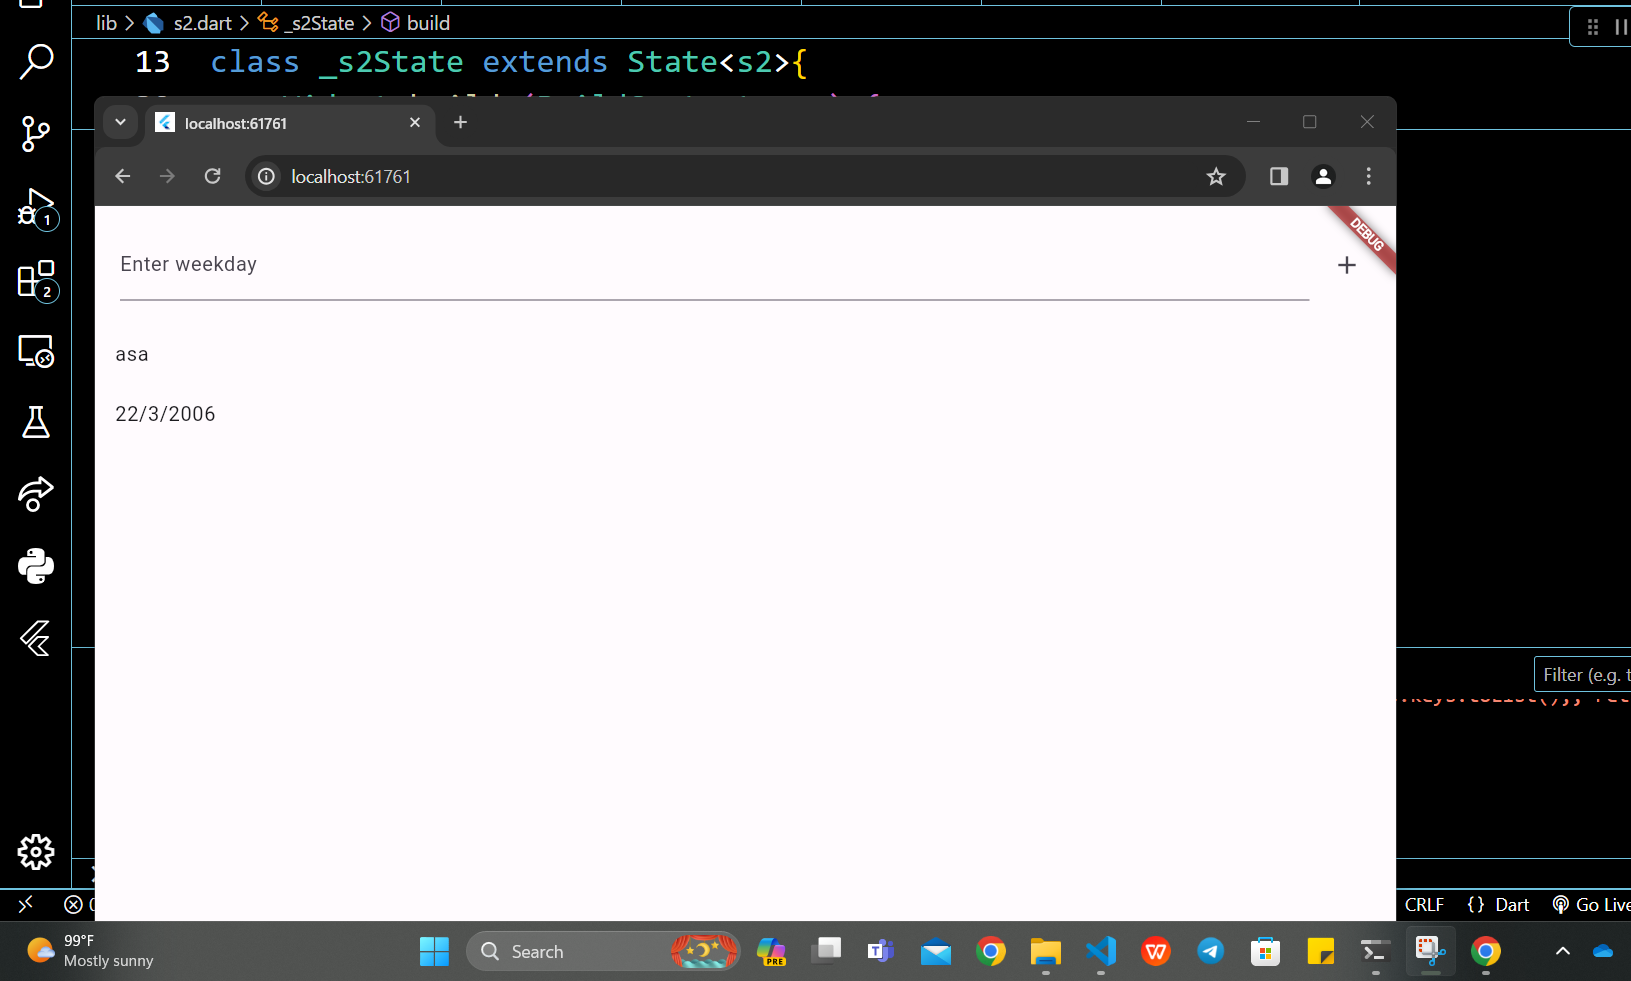 lib > s2.dart > _s2State > build
13 class _s2State extends State<s2>{
localhost:61761
localhost:61761
DEBUG
Enter weekday
asa
22/3/2006
1
2
Filter (e.g. t
CRLF {} Dart Go Live
99°F
Mostly sunny
Search
PRE